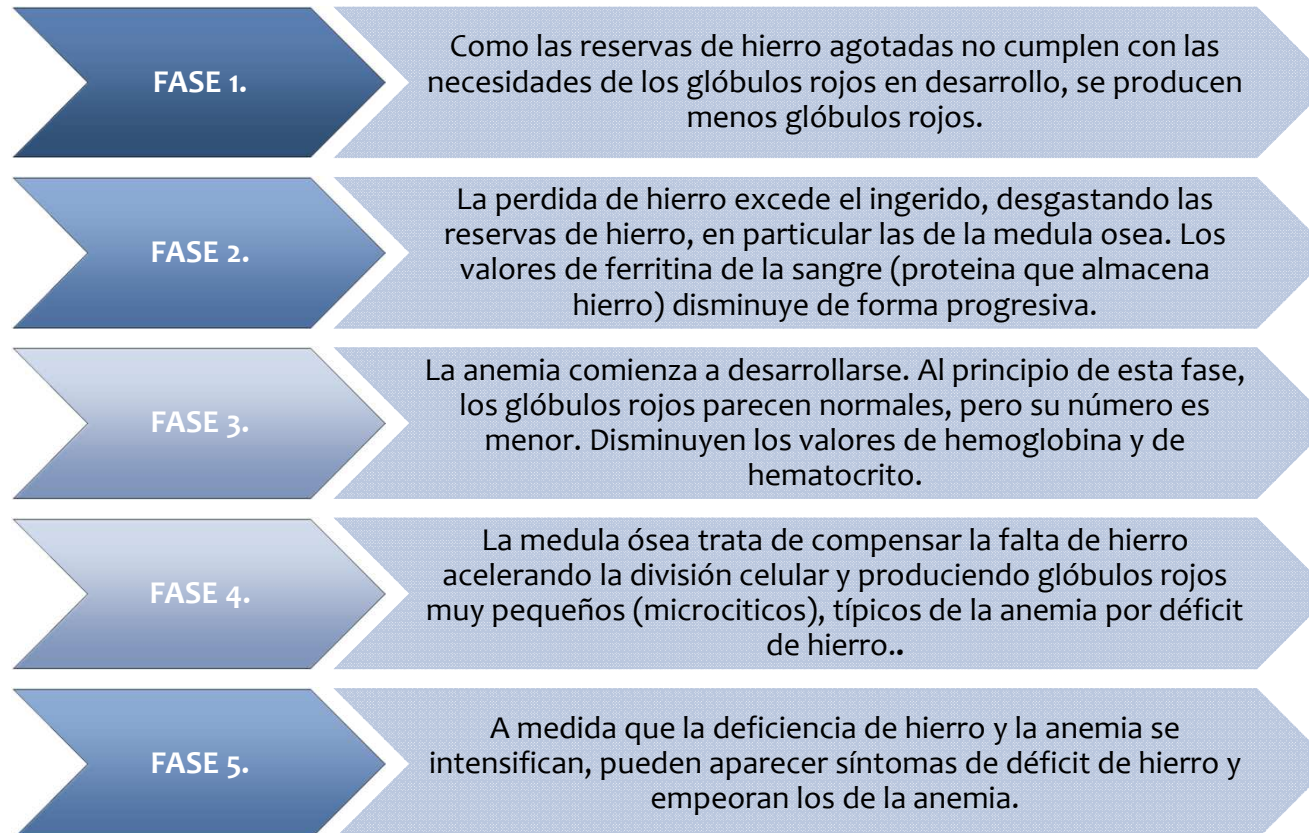 FASE 1.
Como las reservas de hierro agotadas no cumplen con las
necesidades de los glóbulos rojos en desarrollo, se producen
menos glóbulos rojos.
FASE 2.
La perdida de hierro excede el ingerido, desgastando las
reservas de hierro, en particular las de la medula osea. Los
valores de ferritina de la sangre (proteina que almacena
hierro) disminuye de forma progresiva.
FASE 3.
La anemia comienza a desarrollarse. Al principio de esta fase,
los glóbulos rojos parecen normales, pero su número es
menor. Disminuyen los valores de hemoglobina y de
hematocrito.
FASE 4.
La medula ósea trata de compensar la falta de hierro
acelerando la división celular y produciendo glóbulos rojos
muy pequeños (microciticos), típicos de la anemia por déficit
de hierro..
FASE 5.
A medida que la deficiencia de hierro y la anemia se
intensifican, pueden aparecer síntomas de déficit de hierro y
empeoran los de la anemia.